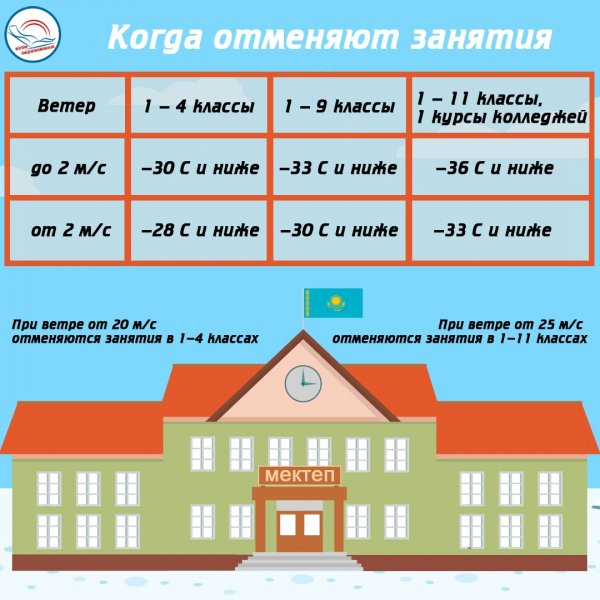 Когда отменяют занятия
Ветер
1 – 4 классы
1 – 9 классы
1 – 11 классы,
1 курсы колледжей
до 2 м/с
–30 С и ниже
–33 С и ниже
–36 С и ниже
от 2 м/с
–28 С и ниже
–30 С и ниже
–33 С и ниже
При ветре от 20 м/с
отменяются занятия в 1–4 классах
При ветре от 25 м/с
отменяются занятия в 1–11 классах
МЕКТЕП